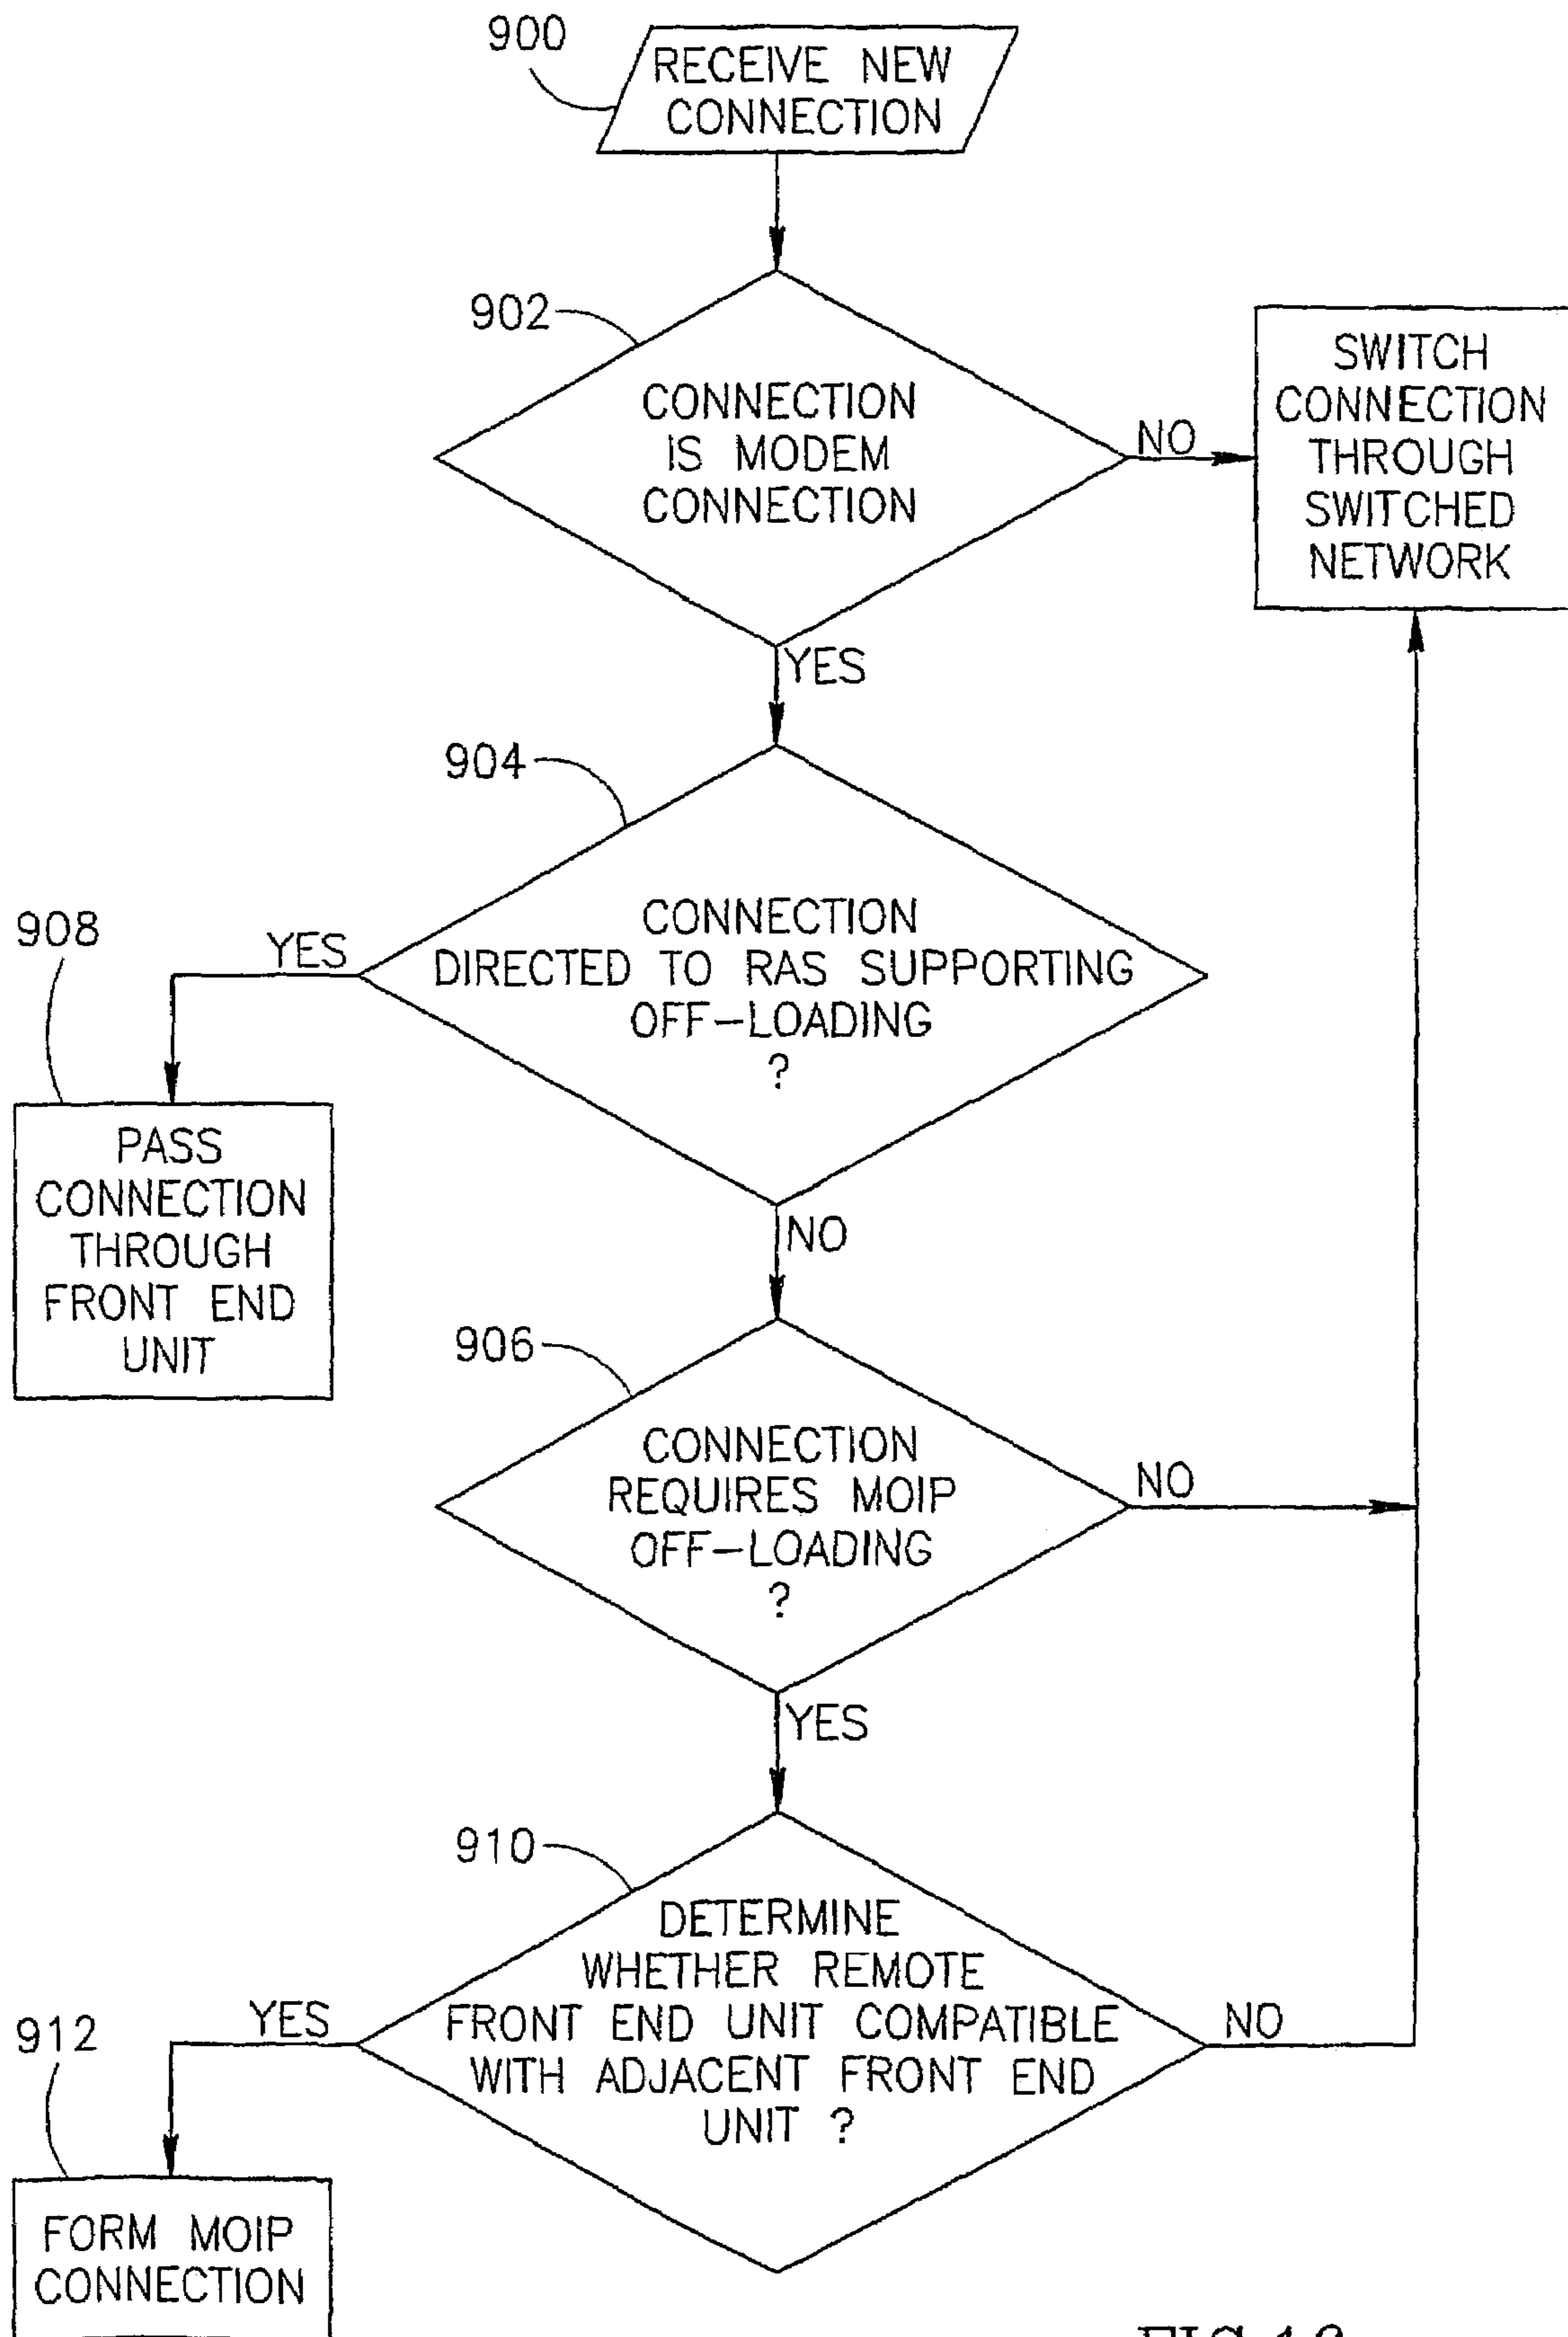 900
RECEIVE NEW
CONNECTION
902
CONNECTION
IS MODEM
CONNECTION
NO
SWITCH
CONNECTION
THROUGH
SWITCHED
NETWORK
YES
904
CONNECTION
DIRECTED TO RAS SUPPORTING
OFF-LOADING
?
YES
908
PASS
CONNECTION
THROUGH
FRONT END
UNIT
NO
906
CONNECTION
REQUIRES MOIP
OFF-LOADING
?
NO
YES
910
DETERMINE
WHETHER REMOTE
FRONT END UNIT COMPATIBLE
WITH ADJACENT FRONT END
UNIT ?
YES
NO
912
FORM MOIP
CONNECTION